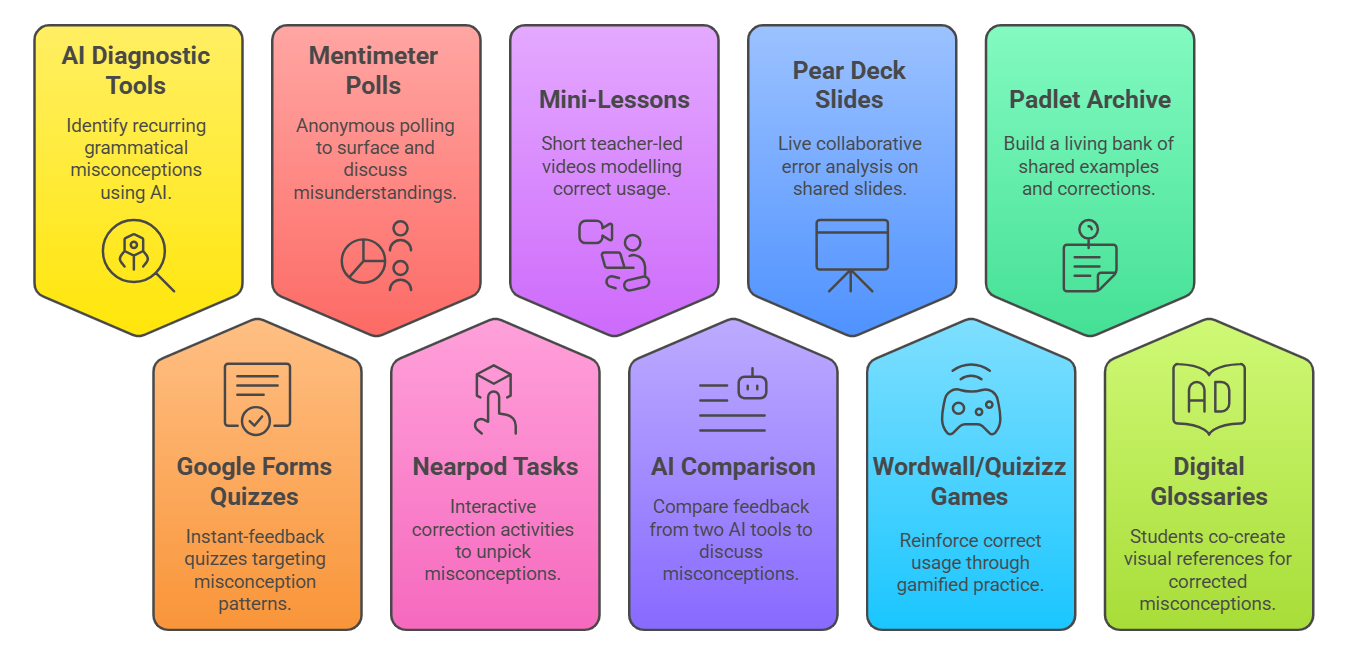 AI Diagnostic
Tools
Identify recurring
grammatical
misconceptions
using AI.
Mentimeter
Polls
Anonymous polling
to surface and
discuss
misunderstandings.
Mini-Lessons
Short teacher-led
videos modelling
correct usage.
Pear Deck
Slides
Live collaborative
error analysis on
shared slides.
Padlet Archive
Build a living bank of
shared examples
and corrections.
Google Forms
Quizzes
Instant-feedback
quizzes targeting
misconception
patterns.
Nearpod Tasks
Interactive
correction activities
to unpick
misconceptions.
AI Comparison
Compare feedback
from two AI tools to
discuss
misconceptions.
Wordwall/Quizizz
Games
Reinforce correct
usage through
gamified practice.
AD
Digital
Glossaries
Students co-create
visual references for
corrected
misconceptions.